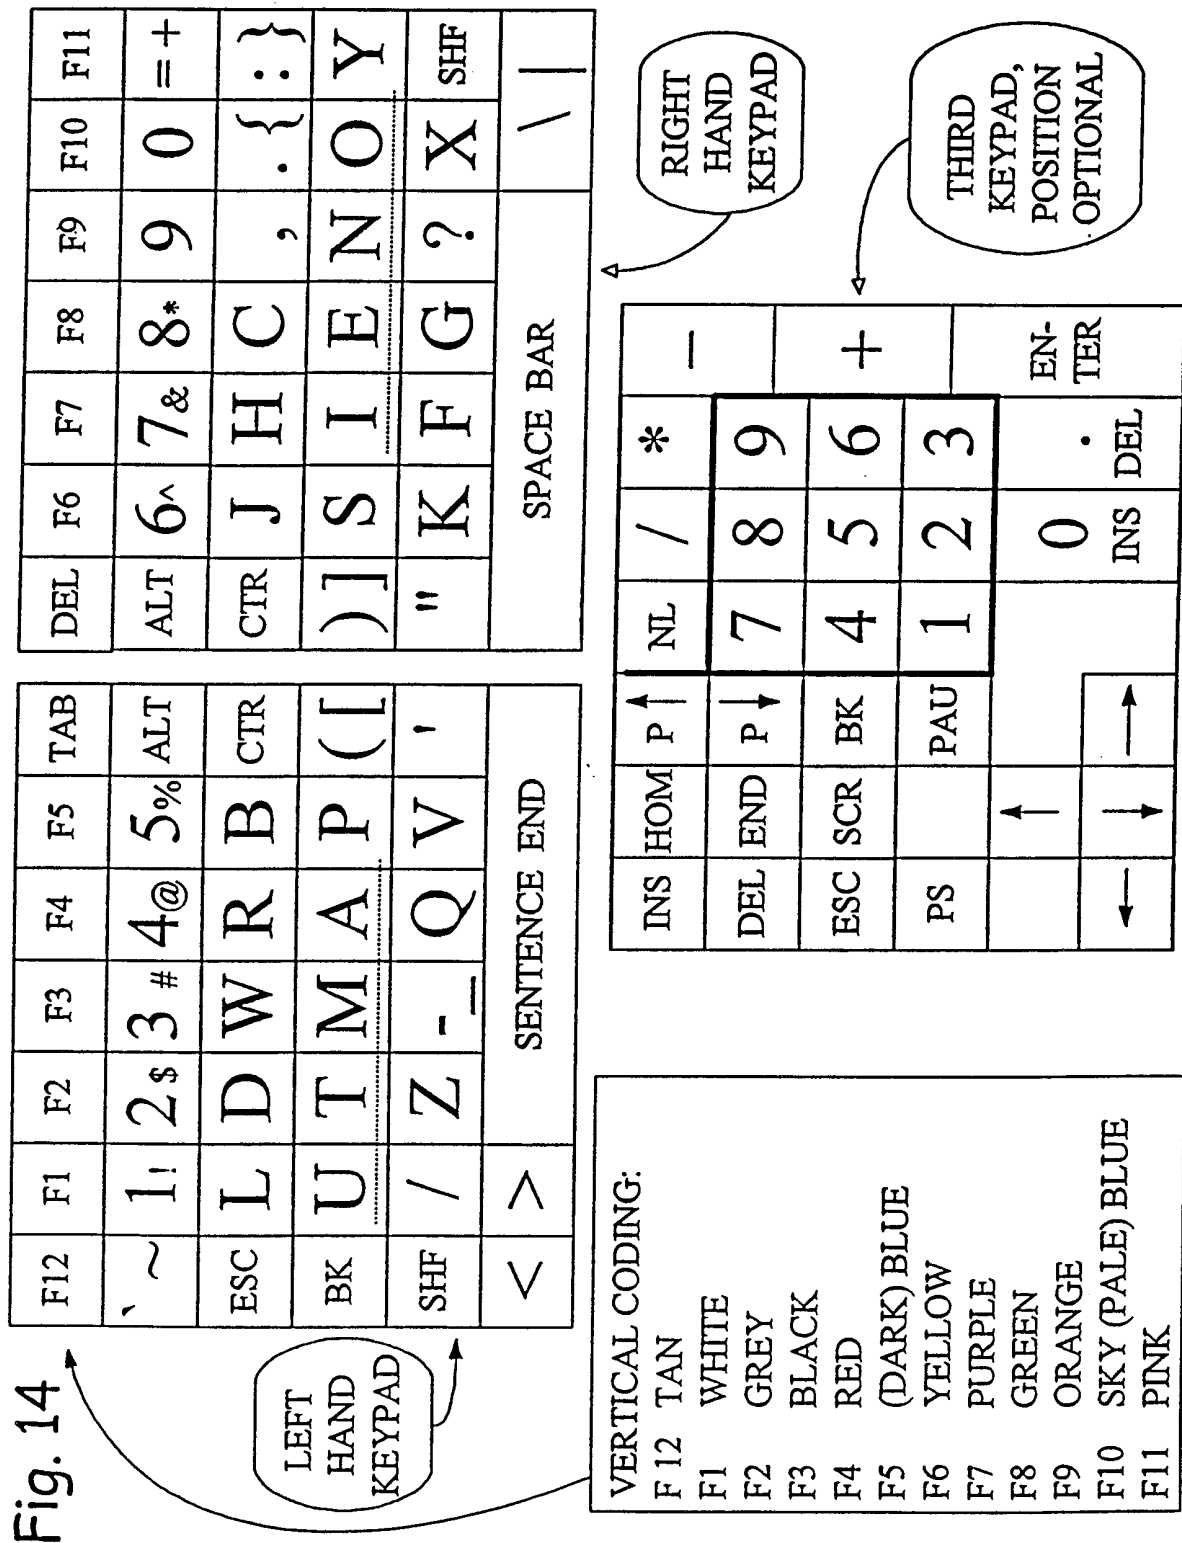 Fig. 14
F12 F1 F2 F3 F4 F5 TAB
` ~ 1! 2$ 3# 4@ 5% ALT
ESC L D W R B CTR
BK U T M A P ([
SHF / Z -_ Q V '
< > SENTENCE END
DEL F6 F7 F8 F9 F10 F11
ALT 6^ 7& 8* 9 0 =+
CTR J H C , .{ :}
)] S I E N O Y
" K F G ? X SHF
SPACE BAR \ |
LEFT
HAND
KEYPAD
RIGHT
HAND
KEYPAD
VERTICAL CODING:
F 12 TAN
F1 WHITE
F2 GREY
F3 BLACK
F4 RED
F5 (DARK) BLUE
F6 YELLOW
F7 PURPLE
F8 GREEN
F9 ORANGE
F10 SKY (PALE) BLUE
F11 PINK
INS HOM P↑ NL / * −
DEL END P↓ 7 8 9
ESC SCR BK 4 5 6 +
PS PAU 1 2 3
↑ 0 . EN-
INS DEL TER
← ↓ →
THIRD
KEYPAD,
POSITION
OPTIONAL